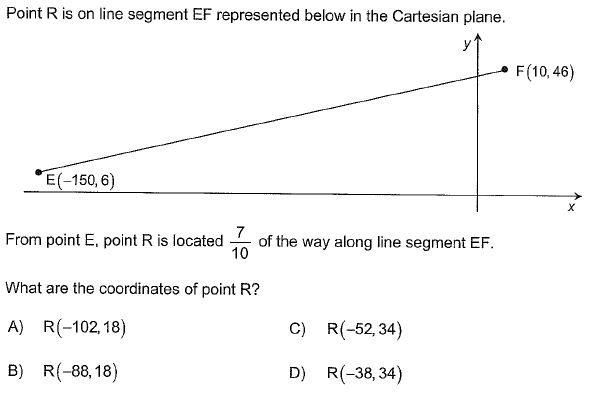 Point R is on line segment EF represented below in the Cartesian plane.
y
F(10, 46)
E(–150, 6)
x
From point E, point R is located 7/10 of the way along line segment EF.
What are the coordinates of point R?
A) R(–102, 18)
C) R(–52, 34)
B) R(–88, 18)
D) R(–38, 34)